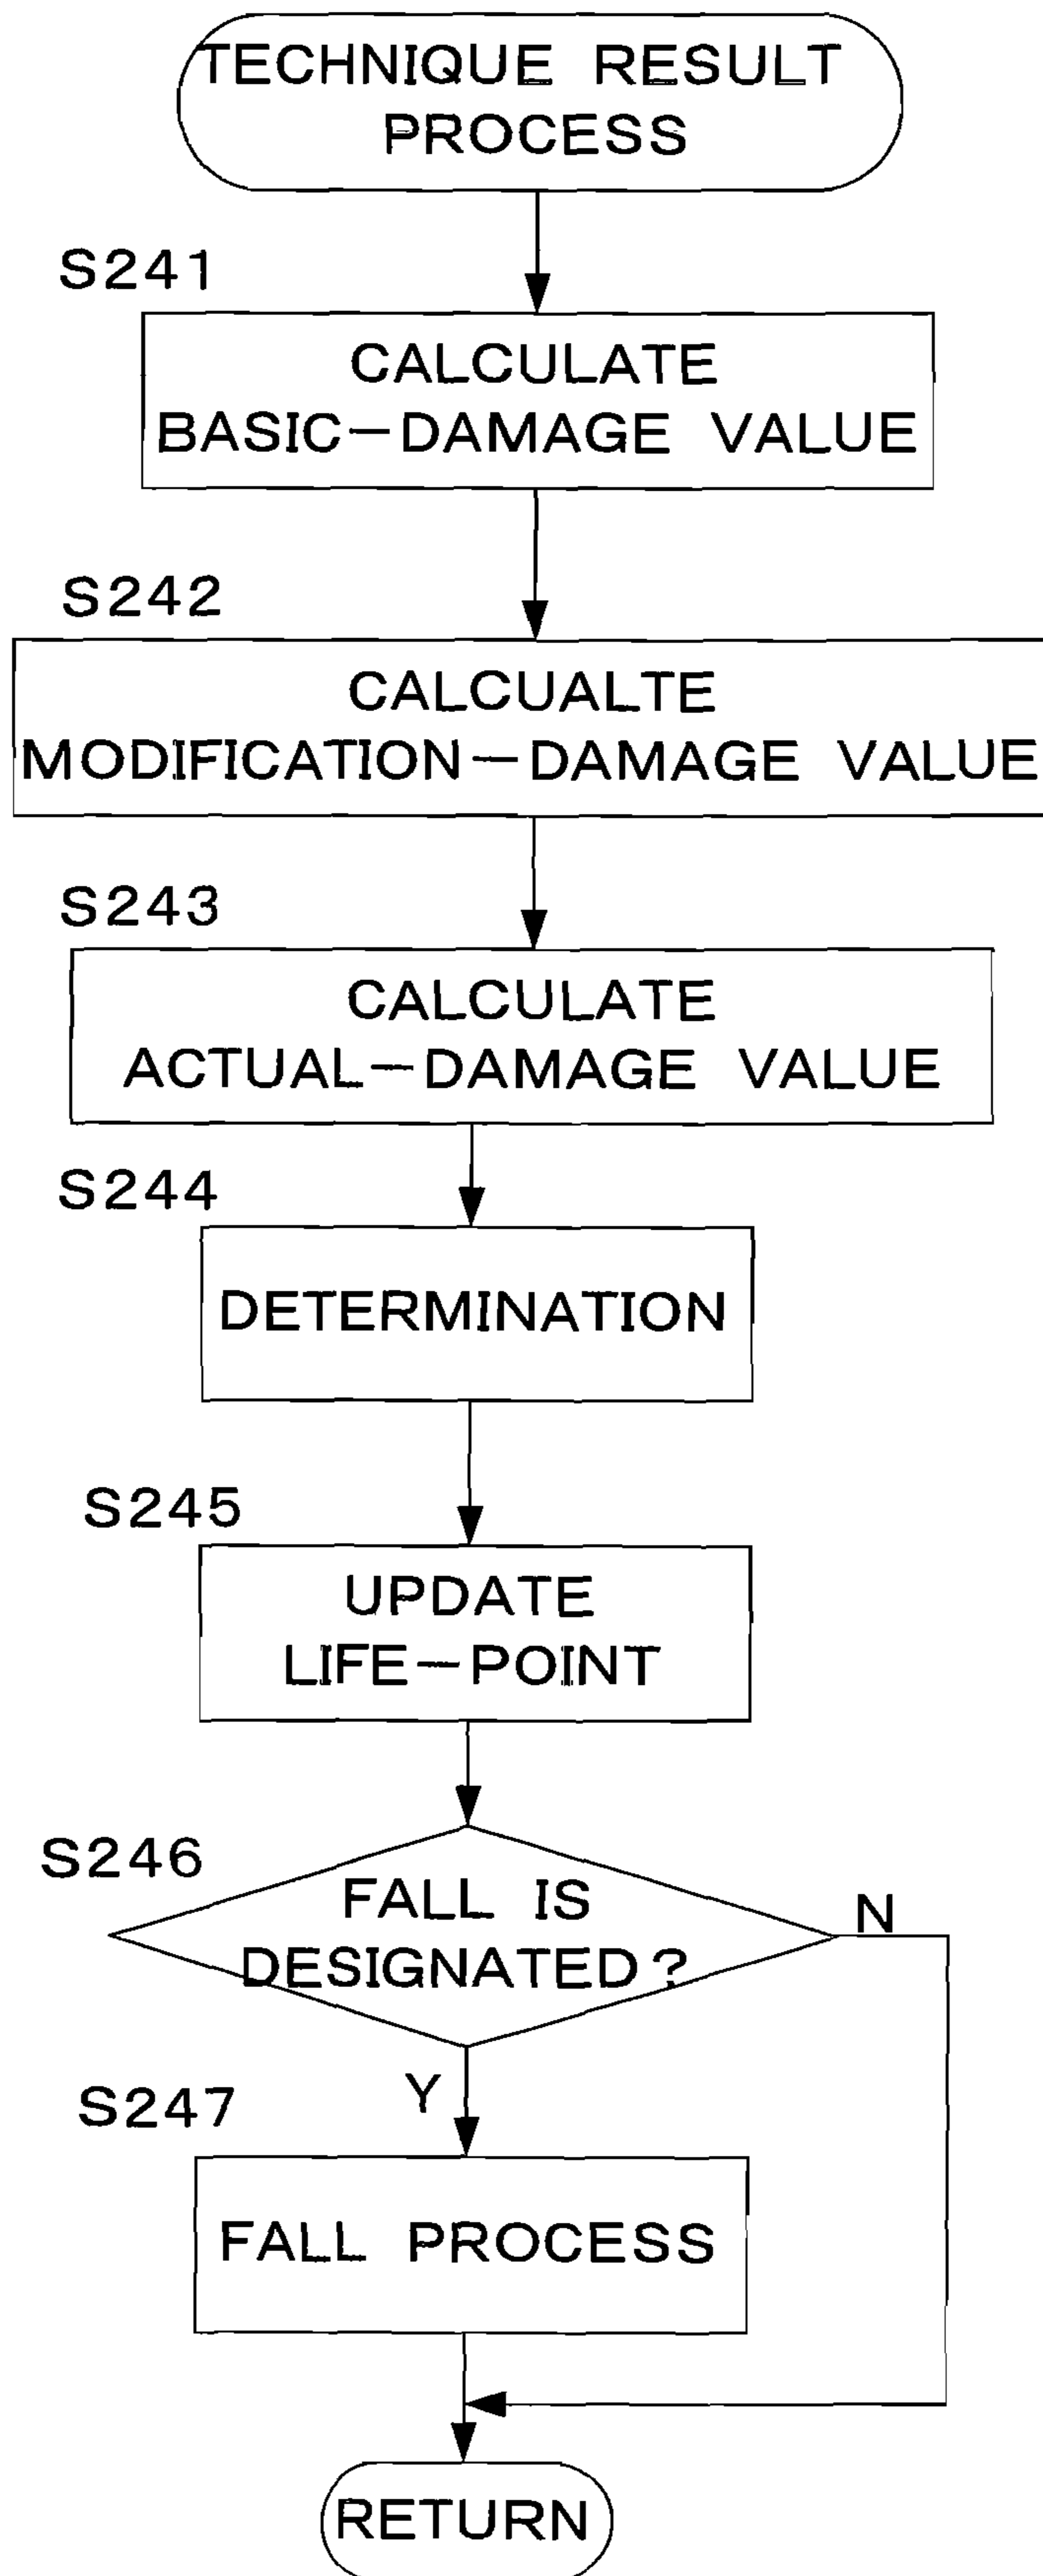 TECHNIQUE RESULT
PROCESS
S241
CALCULATE
BASIC-DAMAGE VALUE
S242
CALCUALTE
MODIFICATION-DAMAGE VALUE
S243
CALCULATE
ACTUAL-DAMAGE VALUE
S244
DETERMINATION
S245
UPDATE
LIFE-POINT
S246
FALL IS
DESIGNATED?
N
Y
S247
FALL PROCESS
RETURN